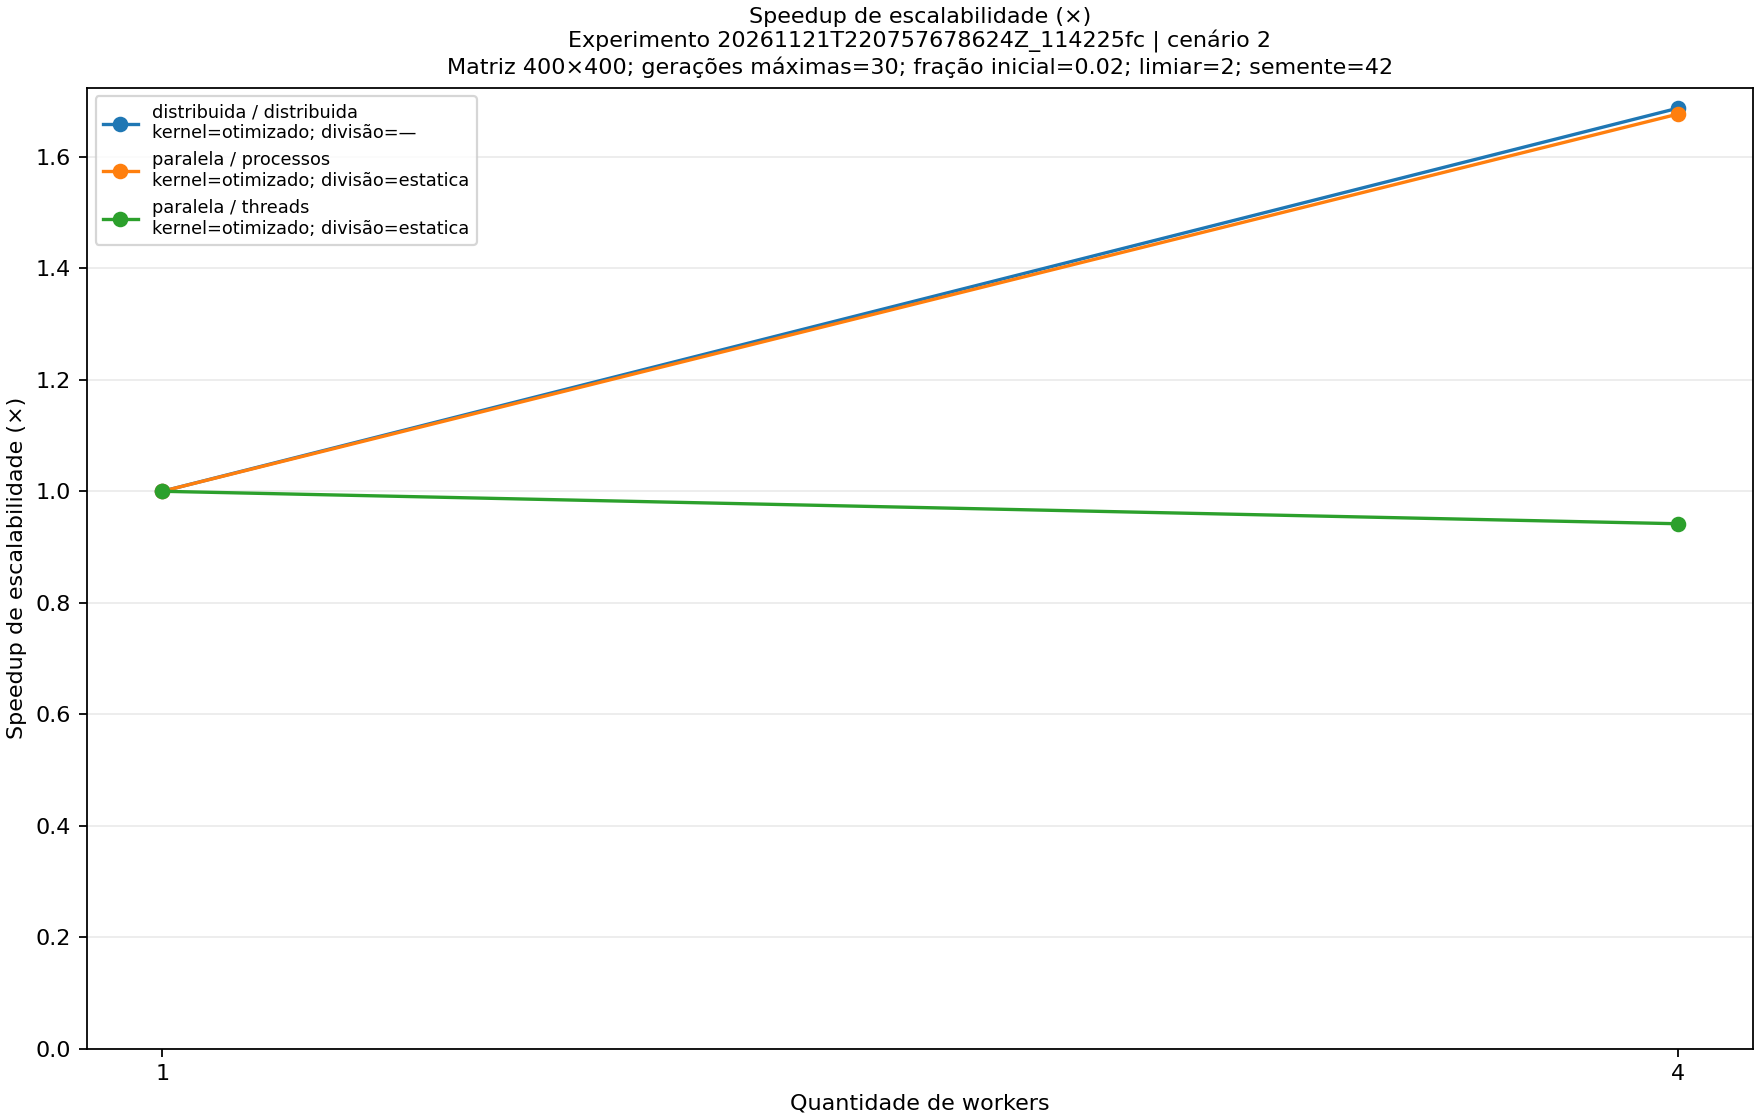 Speedup de escalabilidade (×)
Experimento 20261121T220757678624Z_114225fc | cenário 2
Matriz 400×400; gerações máximas=30; fração inicial=0.02; limiar=2; semente=42
distribuida / distribuida
kernel=otimizado; divisão=—
paralela / processos
kernel=otimizado; divisão=estatica
paralela / threads
kernel=otimizado; divisão=estatica
Speedup de escalabilidade (×)
1.6
1.4
1.2
1.0
0.8
0.6
0.4
0.2
0.0
1
4
Quantidade de workers